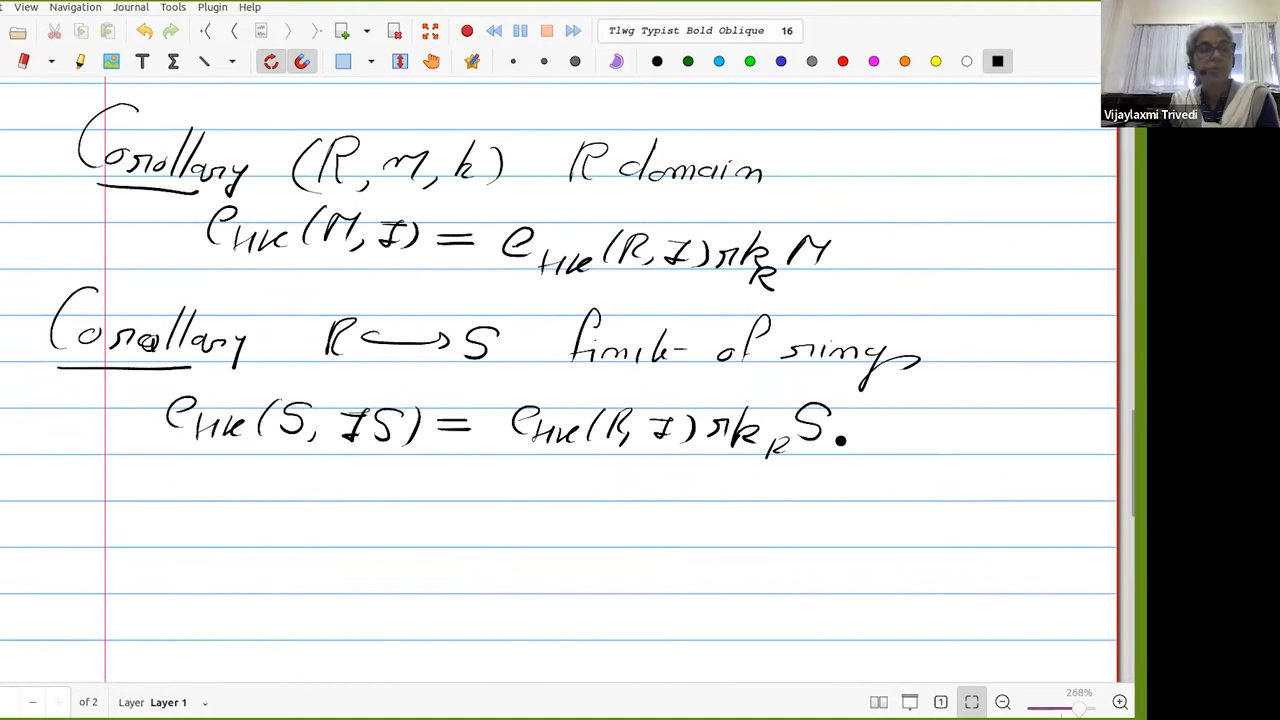 View Navigation Journal Tools Plugin Help
Tlwg Typist Bold Oblique 16
Vijaylaxmi Trivedi
Corollary (R, m, k) R domain
e_HK(M, I) = e_HK(R, I) rk_R M
Corollary R ↪ S finite of rings
e_HK(S, IS) = e_HK(R, I) rk_R S.
of 2 Layer Layer 1 268%